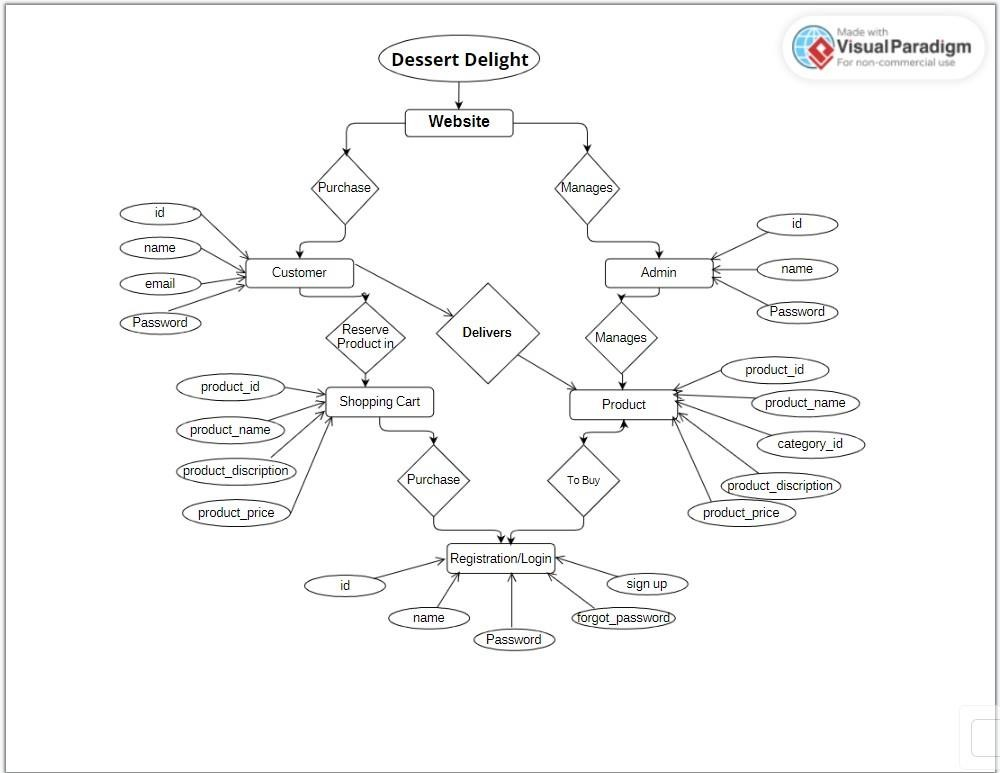 Made with
Visual Paradigm
For non-commercial use
Dessert Delight
Website
Purchase
Manages
id
name
email
Password
Customer
Admin
id
name
Password
Reserve
Product in
Delivers
Manages
product_id
product_name
product_discription
product_price
Shopping Cart
Product
product_id
product_name
category_id
product_discription
product_price
Purchase
To Buy
Registration/Login
id
name
Password
forgot_password
sign up